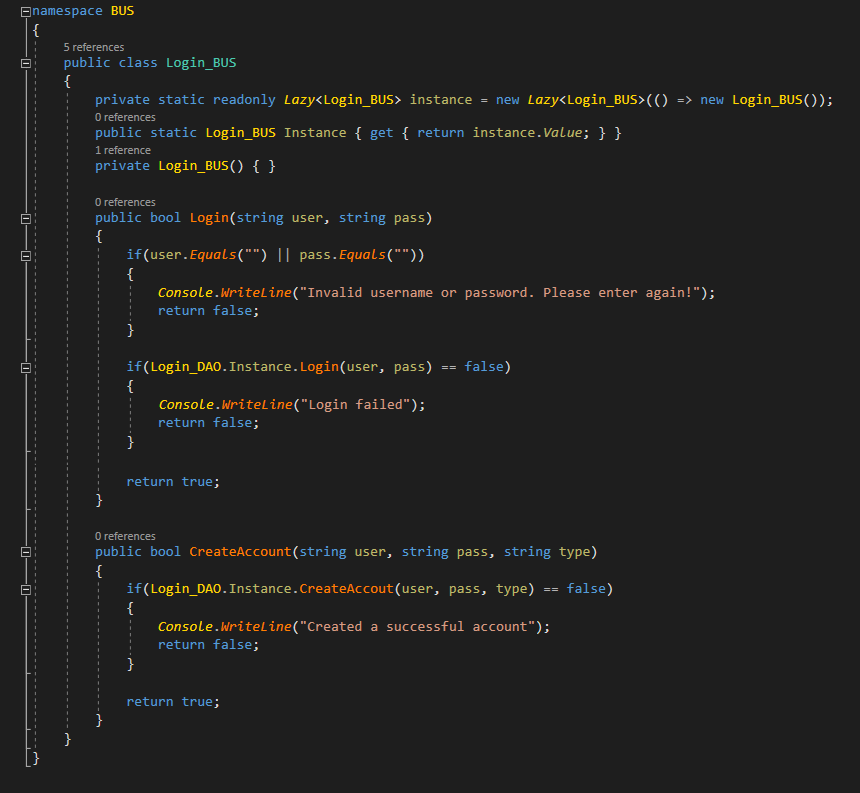 namespace BUS
{
5 references
public class Login_BUS
{
private static readonly Lazy<Login_BUS> instance = new Lazy<Login_BUS>(() => new Login_BUS());
0 references
public static Login_BUS Instance { get { return instance.Value; } }
1 reference
private Login_BUS() { }
0 references
public bool Login(string user, string pass)
{
if(user.Equals("") || pass.Equals(""))
{
Console.WriteLine("Invalid username or password. Please enter again!");
return false;
}
if(Login_DAO.Instance.Login(user, pass) == false)
{
Console.WriteLine("Login failed");
return false;
}
return true;
}
0 references
public bool CreateAccount(string user, string pass, string type)
{
if(Login_DAO.Instance.CreateAccout(user, pass, type) == false)
{
Console.WriteLine("Created a successful account");
return false;
}
return true;
}
}
}